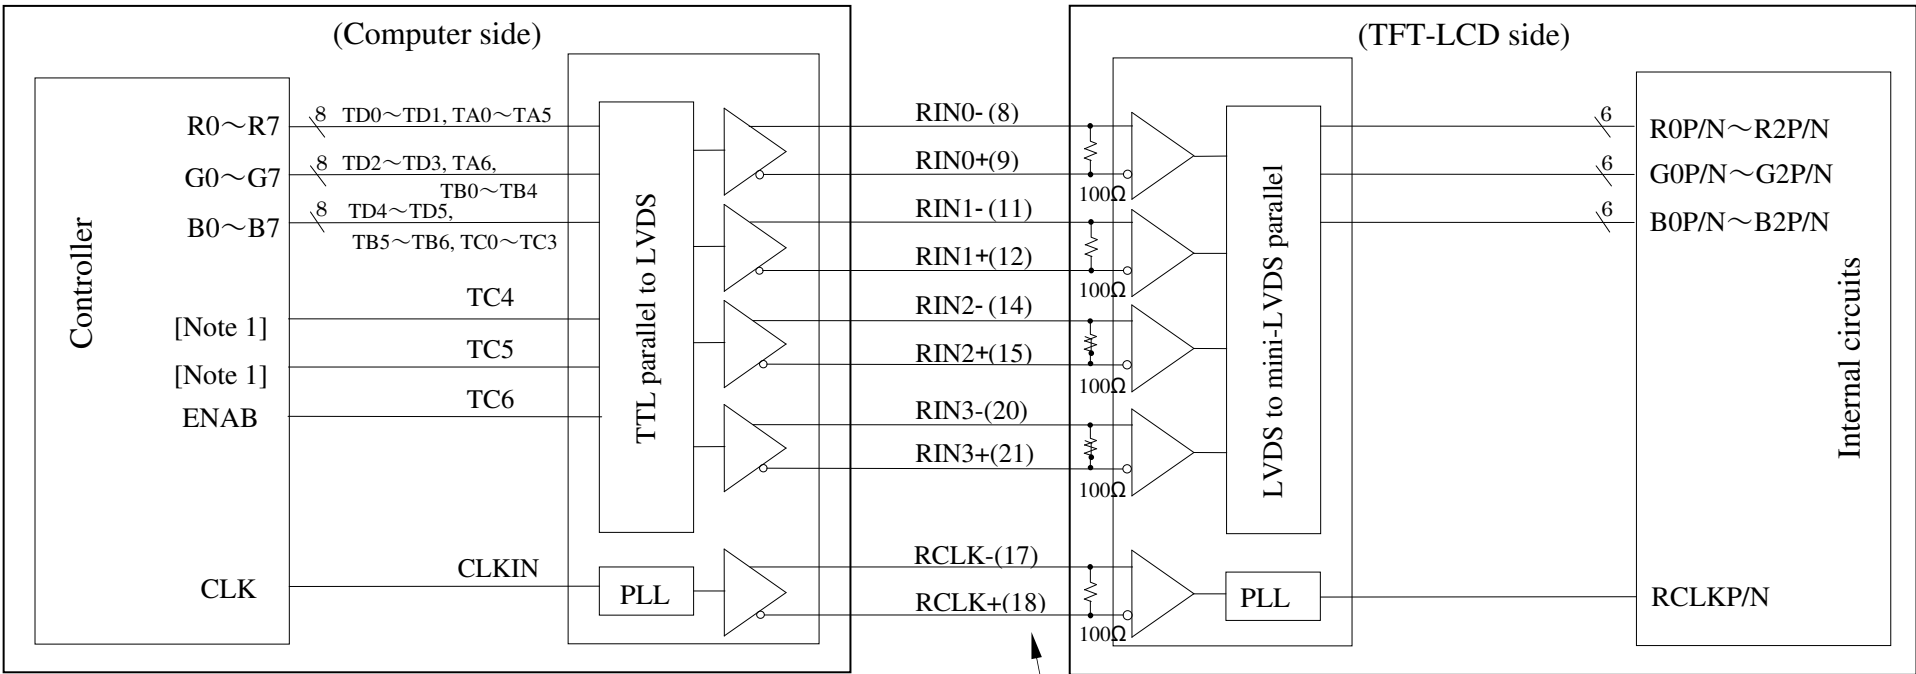 (Computer side)
(TFT-LCD side)
Controller
R0～R7
8
TD0～TD1, TA0～TA5
G0～G7
8
TD2～TD3, TA6,
TB0～TB4
B0～B7
8
TD4～TD5,
TB5～TB6, TC0～TC3
[Note 1]
TC4
[Note 1]
TC5
ENAB
TC6
CLK
CLKIN
TTL parallel to LVDS
PLL
RIN0- (8)
RIN0+(9)
100Ω
RIN1- (11)
RIN1+(12)
100Ω
RIN2- (14)
RIN2+(15)
100Ω
RIN3-(20)
RIN3+(21)
100Ω
RCLK-(17)
RCLK+(18)
100Ω
LVDS to mini-LVDS parallel
PLL
6
R0P/N～R2P/N
6
G0P/N～G2P/N
6
B0P/N～B2P/N
RCLKP/N
Internal circuits